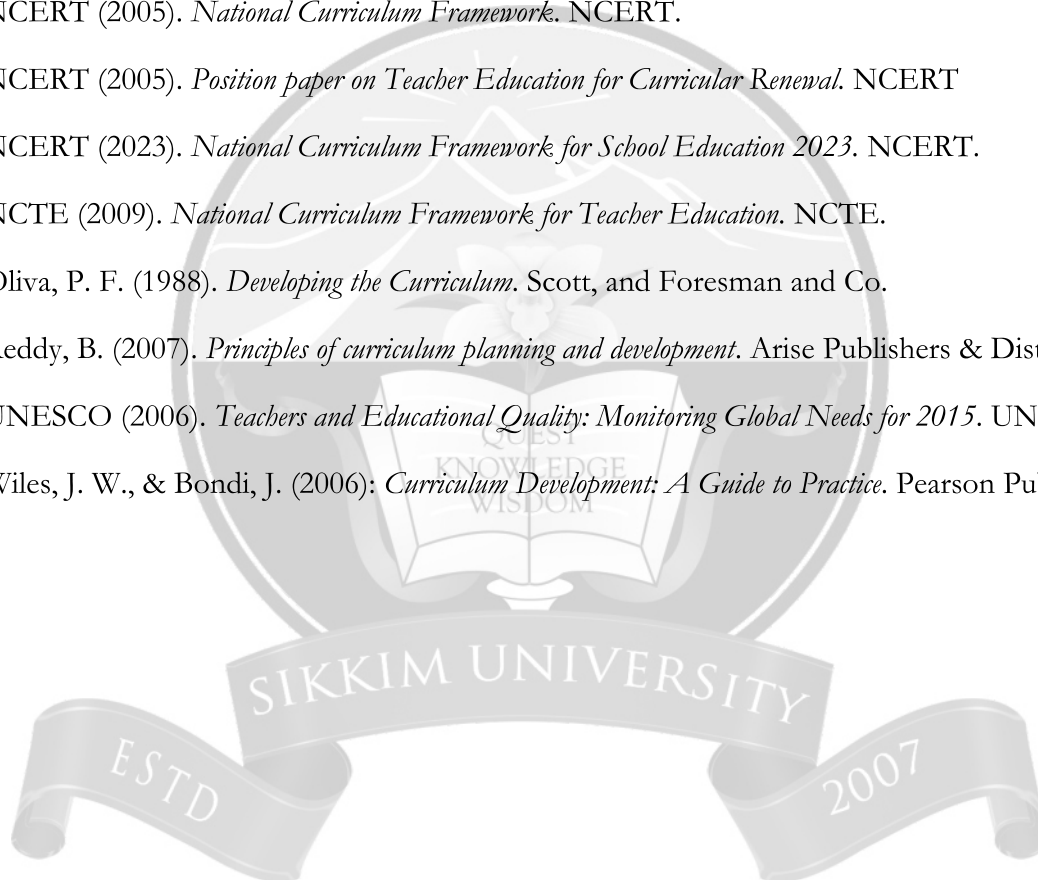 NCERT (2005). National Curriculum Framework. NCERT.
NCERT (2005). Position paper on Teacher Education for Curricular Renewal. NCERT
NCERT (2023). National Curriculum Framework for School Education 2023. NCERT.
NCTE (2009). National Curriculum Framework for Teacher Education. NCTE.
Oliva, P. F. (1988). Developing the Curriculum. Scott, and Foresman and Co.
Reddy, B. (2007). Principles of curriculum planning and development. Arise Publishers & Dist
UNESCO (2006). Teachers and Educational Quality: Monitoring Global Needs for 2015. UN
Wiles, J. W., & Bondi, J. (2006): Curriculum Development: A Guide to Practice. Pearson Pu
QUEST
KNOWLEDGE
WISDOM
SIKKIM UNIVERSITY
ESTD 2007